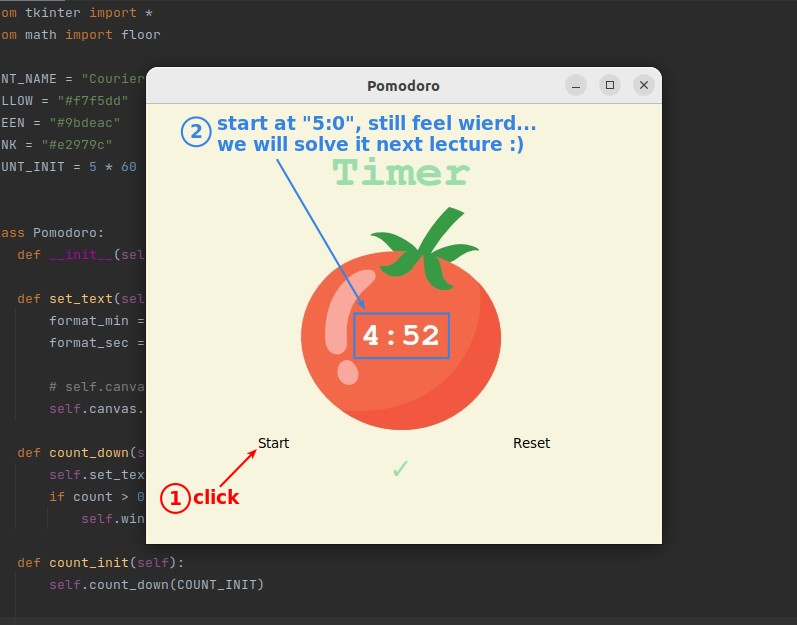 om tkinter import *
om math import floor
NT_NAME = "Courier
LLOW = "#f7f5dd"
EEN = "#9bdeac"
NK = "#e2979c"
UNT_INIT = 5 * 60
ass Pomodoro:
def __init__(sel
def set_text(sel
format_min =
format_sec =
# self.canva
self.canvas.
def count_down(s
self.set_tex
if count > 0
self.win
def count_init(self):
self.count_down(COUNT_INIT)
Pomodoro
2 start at "5:0", still feel wierd...
we will solve it next lecture :)
Timer
4:52
Start
Reset
✓
1 click